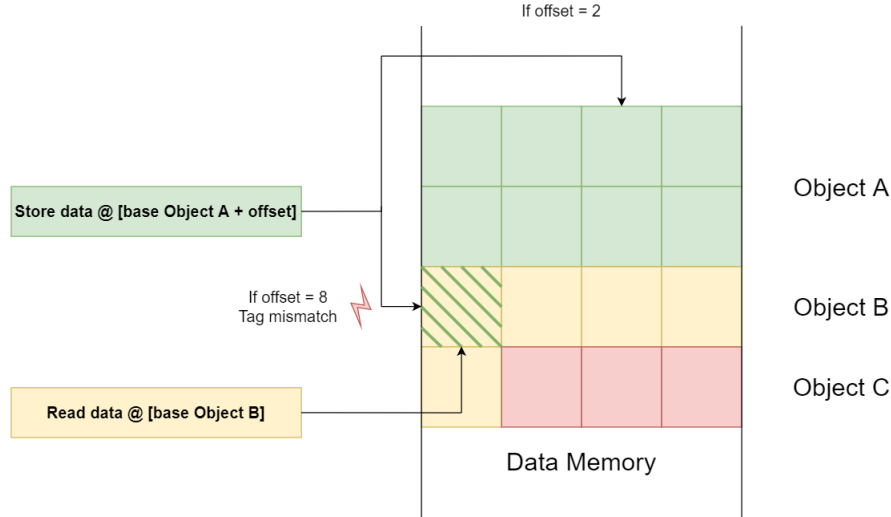 If offset = 2
Object A
Store data @ [base Object A + offset]
If offset = 8
Tag mismatch
Object B
Object C
Read data @ [base Object B]
Data Memory